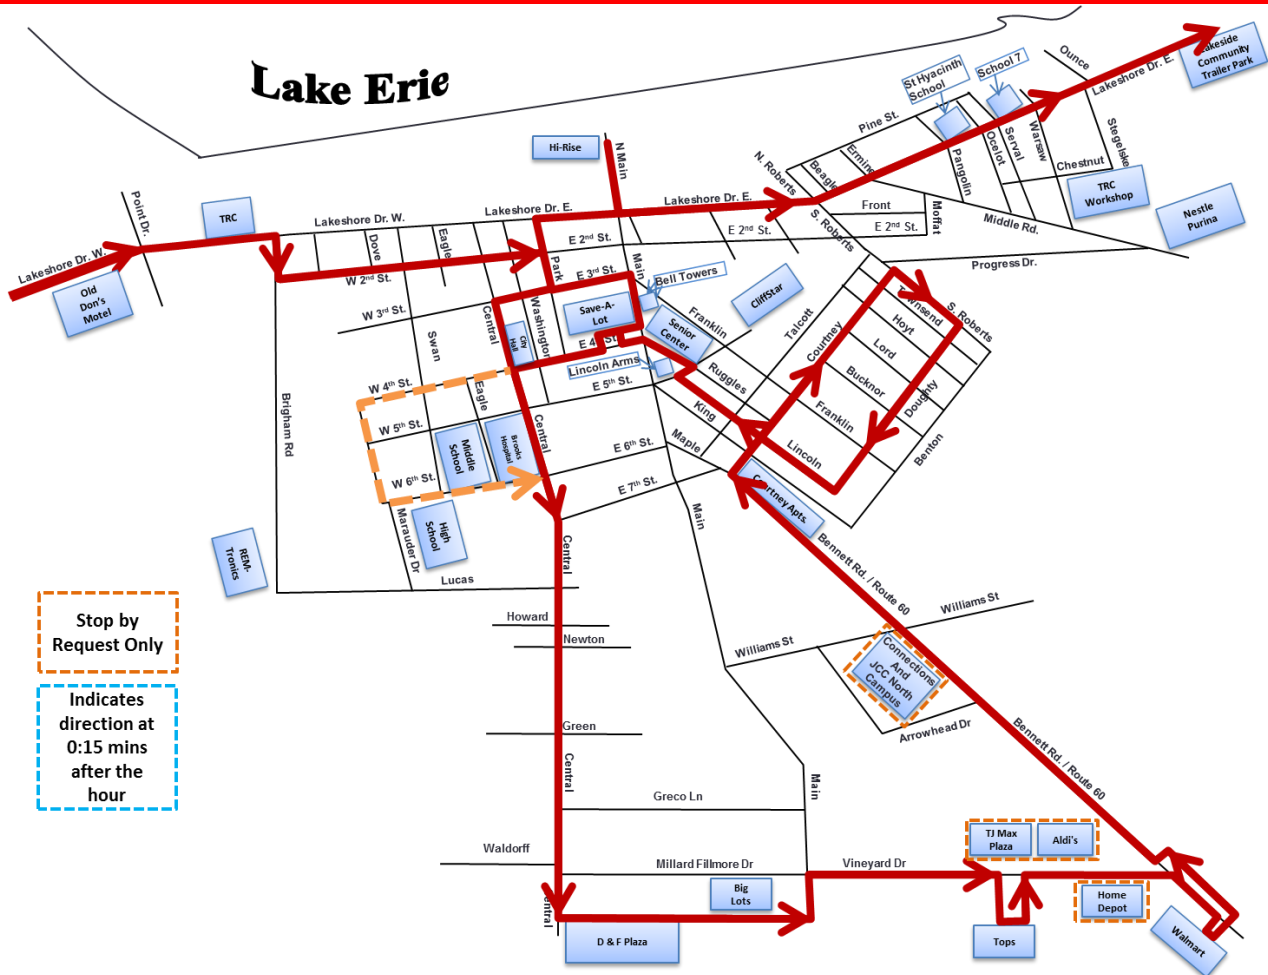 Lake Erie
Ounce
Lakeside
Community
Trailer Park
Lakeshore Dr. E.
School 7
St Hyacinth
School
Pine St.
Stegelske
Warsaw
Serval
Ocelot
Pangolin
Chestnut
TRC
Workshop
Nestle
Purina
Ermine
Beagle
N. Roberts
Hi-Rise
N Main
Lakeshore Dr. E.
Lakeshore Dr. E.
Lakeshore Dr. W.
TRC
Point Dr.
Lakeshore Dr. W.
Old
Don's
Motel
Front
Moffat
Middle Rd.
E 2nd St.
E 2nd St.
E 2nd St.
S. Roberts
Progress Dr.
Dove
Eagle
W 2nd St.
Park
E 3rd St.
Main
Bell Towers
CliffStar
W 3rd St.
Central
Washington
Save-A-
Lot
Senior
Center
Franklin
Talcott
Courtney
Townsend
S. Roberts
Hoyt
Lord
Bucknor
Doughty
Franklin
Lincoln
Benton
Swan
City
Hall
E 4th St.
Lincoln Arms
E 5th St.
Ruggles
King
Maple
W 4th St.
Eagle
W 5th St.
Central
Middle
School
Brooks
Hospital
W 6th St.
E 6th St.
E 7th St.
Main
Courtney Apts.
Brigham Rd
Marauder Dr
High
School
REM-
Tronics
Lucas
Central
Bennett Rd. / Route 60
Williams St
Williams St
Howard
Newton
Connections
And
JCC North
Campus
Arrowhead Dr
Stop by
Request Only
Indicates
direction at
0:15 mins
after the
hour
Green
Central
Main
Bennett Rd. / Route 60
Greco Ln
Waldorff
Millard Fillmore Dr
Vineyard Dr
TJ Max
Plaza
Aldi's
Big
Lots
Home
Depot
Central
D & F Plaza
Tops
Walmart